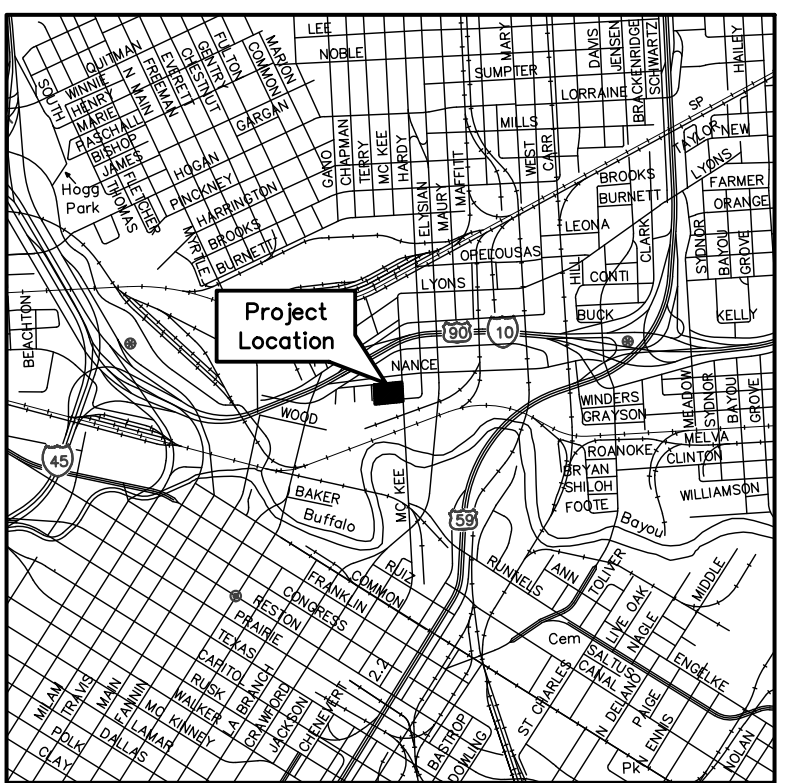 LEE
NOBLE
MARY
SUMPTER
DAVIS
JENSEN
BRACKENRIDGE
SCHWARTZ
HAILEY
LORRAINE
SOUTH
QUITMAN
WINNIE
HENRY
MARIE
PASCHALL
BISHOP
JAMES
THOMAS
FLETCHER
N MAIN
FREEMAN
EVERETT
CHESTNUT
GENTRY
FULTON
COMMON
MARION
GARGAN
HOGAN
PINCKNEY
HARRINGTON
BROOKS
BURNETT
MYRTLE
Hogg
Park
GANO
CHAPMAN
TERRY
MC KEE
HARDY
ELYSIAN
MAURY
MAFFITT
MILLS
WEST
CARR
SP
TAYLOR
NEW
LYONS
BROOKS
BURNETT
FARMER
ORANGE
LEONA
CLARK
SYDNOR
BAYOU
GROVE
OPELOUSAS
LYONS
HILL
CONTI
BUCK
KELLY
BEACHTON
Project
Location
90
10
NANCE
WOOD
WINDERS
GRAYSON
MEADOW
SYDNOR
BAYOU
GROVE
MELVA
ROANOKE
CLINTON
BRYAN
SHILOH
FOOTE
WILLIAMSON
45
BAKER
Buffalo
MC KEE
59
Bayou
RUIZ
COMMON
FRANKLIN
CONGRESS
RESTON
PRAIRIE
TEXAS
CAPITOL
RUSK
WALKER
MC KINNEY
LAMAR
DALLAS
POLK
CLAY
MILAM
TRAVIS
MAIN
FANNIN
LA BRANCH
CRAWFORD
JACKSON
CHENEVERT
2.2
RUNNELS
ANN
TOLIVER
MIDDLE
LIVE OAK
NAGLE
Cem
SALTUS
CANAL
ENGELKE
ST CHARLES
N DELANO
PAIGE
N ENNIS
BASTROP
DOWLING
Pk
NOLAN